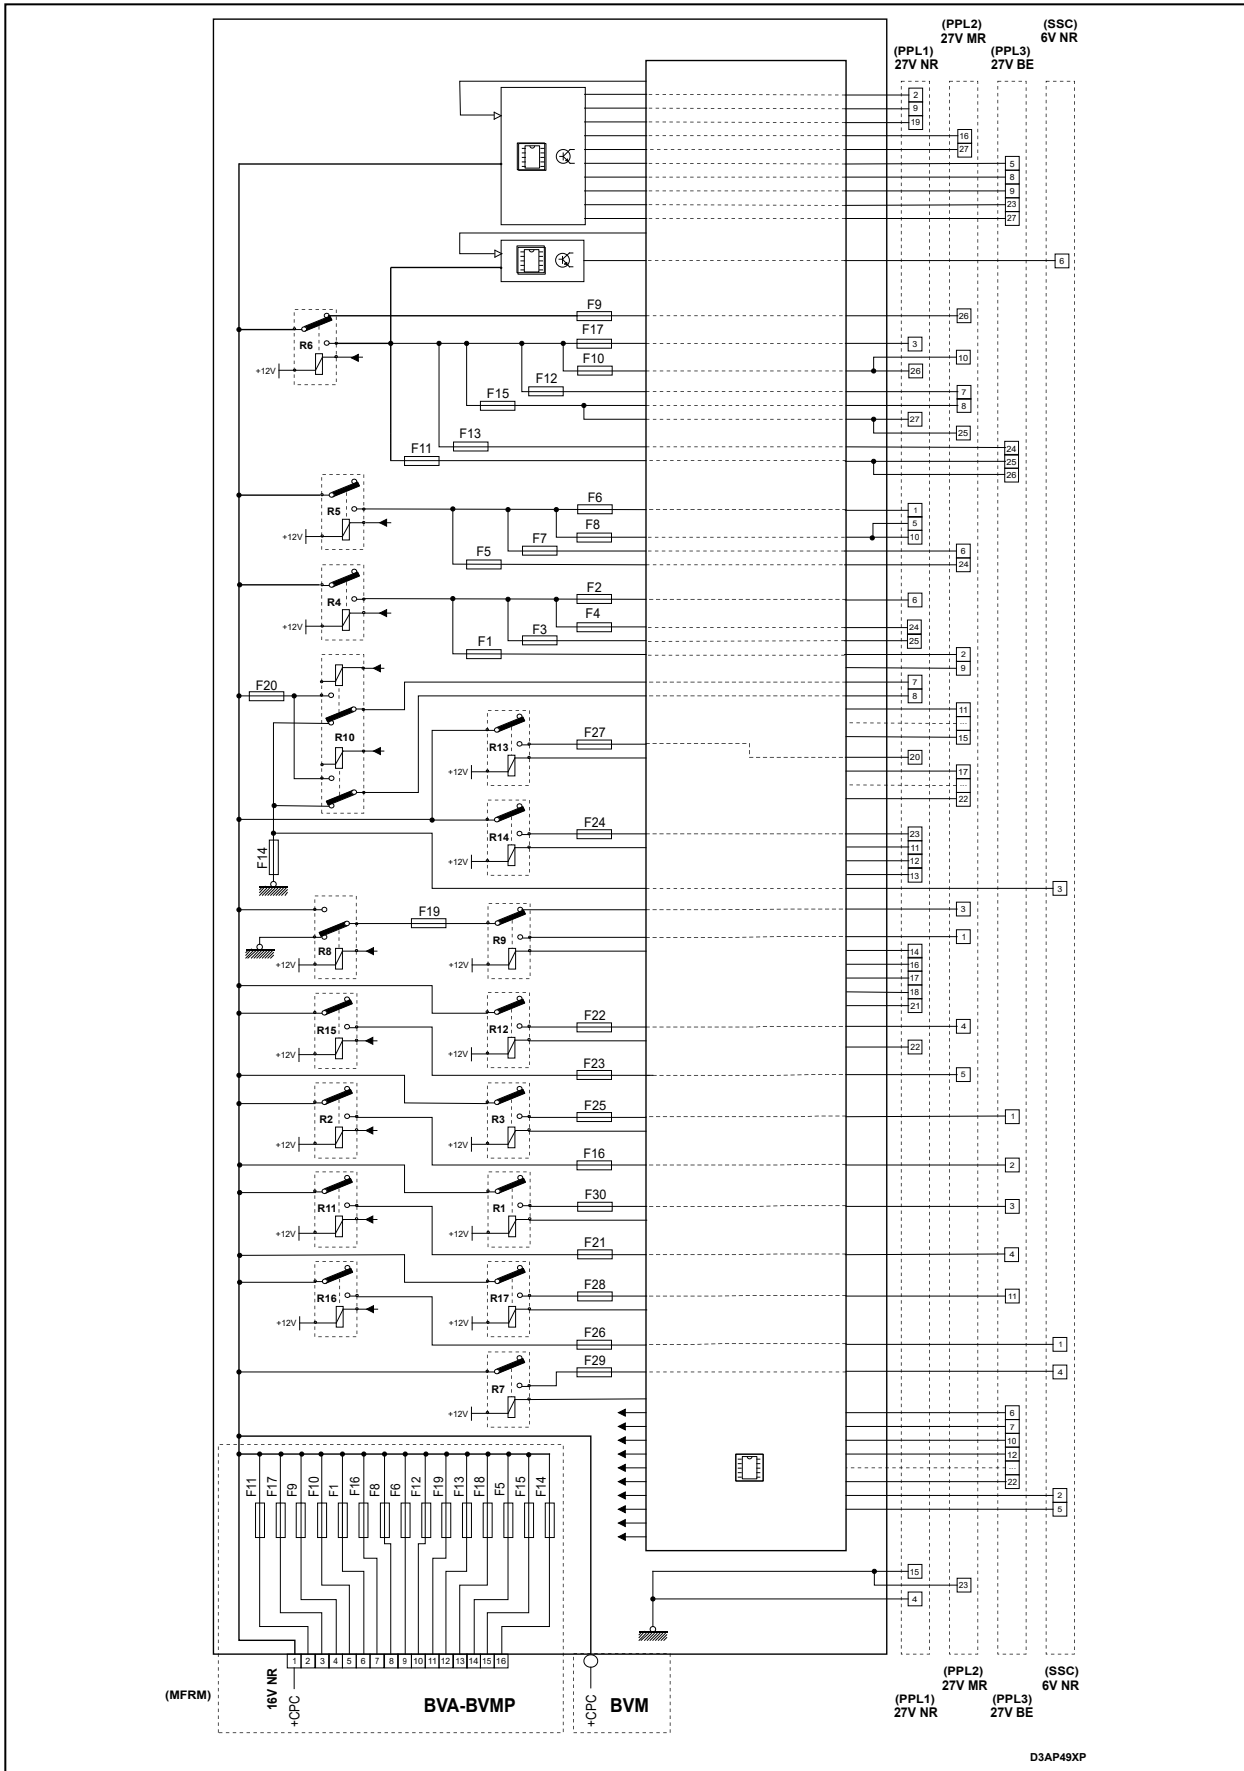 (PPL2) (SSC)
27V MR 6V NR
(PPL1) (PPL3)
27V NR 27V BE
2
9
19
16
27
5
8
9
23
27
6
F9
26
R6
F17
3
+12V
F10
10
26
F12
7
F15
8
27
F13
25
24
F11
25
26
R5
F6
1
+12V
F8
5
10
F7
6
F5
24
R4
F2
6
+12V
F4
24
F3
25
F1
2
9
F20
7
8
R10
11
...
15
R13
F27
20
+12V
17
...
22
R14
F24
23
+12V
11
12
13
F14
3
F19
3
R8
R9
1
+12V
+12V
14
16
17
18
21
R15
R12
F22
4
+12V
+12V
22
F23
5
R2
R3
F25
1
+12V
+12V
F16
2
R11
R1
F30
3
+12V
+12V
F21
4
R16
R17
F28
11
+12V
+12V
F26
1
F29
4
R7
+12V
6
7
10
12
...
22
2
5
F11 F17 F9 F10 F1 F16 F8 F6 F12 F19 F13 F18 F5 F15 F14
15
23
4
1 2 3 4 5 6 7 8 9 10 11 12 13 14 15 16
(MFRM)
16V NR
+CPC
BVA-BVMP
+CPC
BVM
(PPL2) (SSC)
27V MR 6V NR
(PPL1) (PPL3)
27V NR 27V BE
D3AP49XP